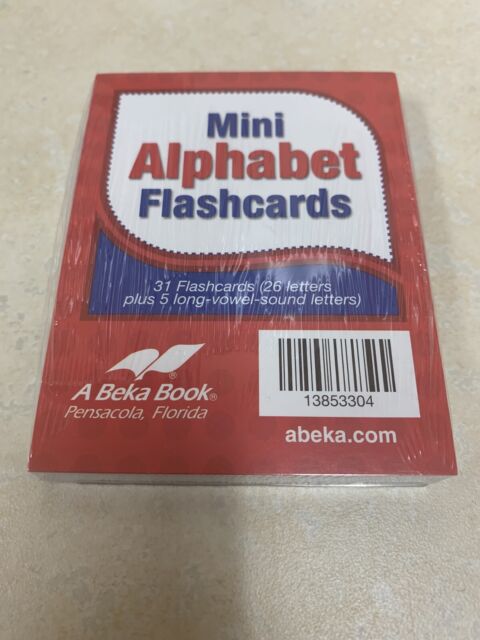 Mini
Alphabet
Flashcards
31 Flashcards (26 letters
plus 5 long-vowel-sound letters)
A Beka Book®
Pensacola, Florida
13853304
abeka.com